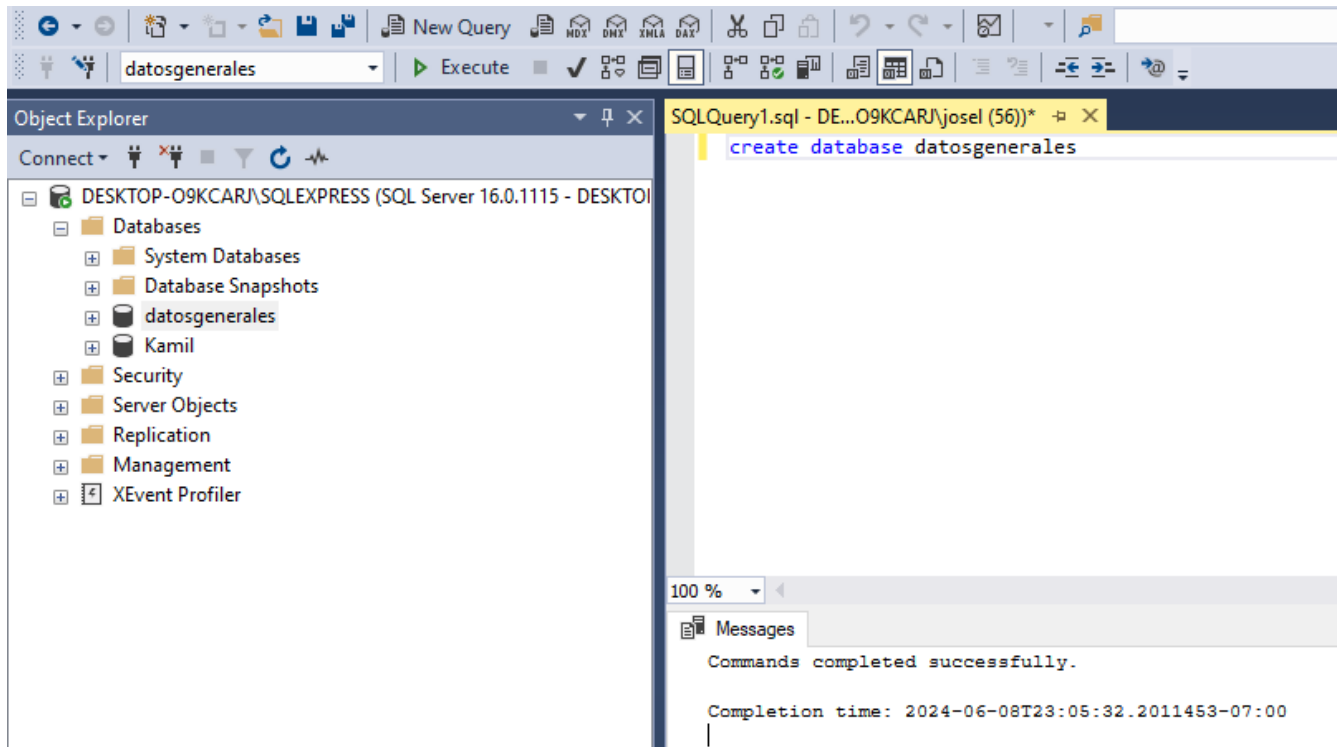 New Query
MDX DMX XMLA DAX
datosgenerales
Execute
Object Explorer
Connect
DESKTOP-O9KCARJ\SQLEXPRESS (SQL Server 16.0.1115 - DESKTOI
Databases
System Databases
Database Snapshots
datosgenerales
Kamil
Security
Server Objects
Replication
Management
XEvent Profiler
SQLQuery1.sql - DE...O9KCARJ\josel (56))*
create database datosgenerales
100 %
Messages
Commands completed successfully.
Completion time: 2024-06-08T23:05:32.2011453-07:00